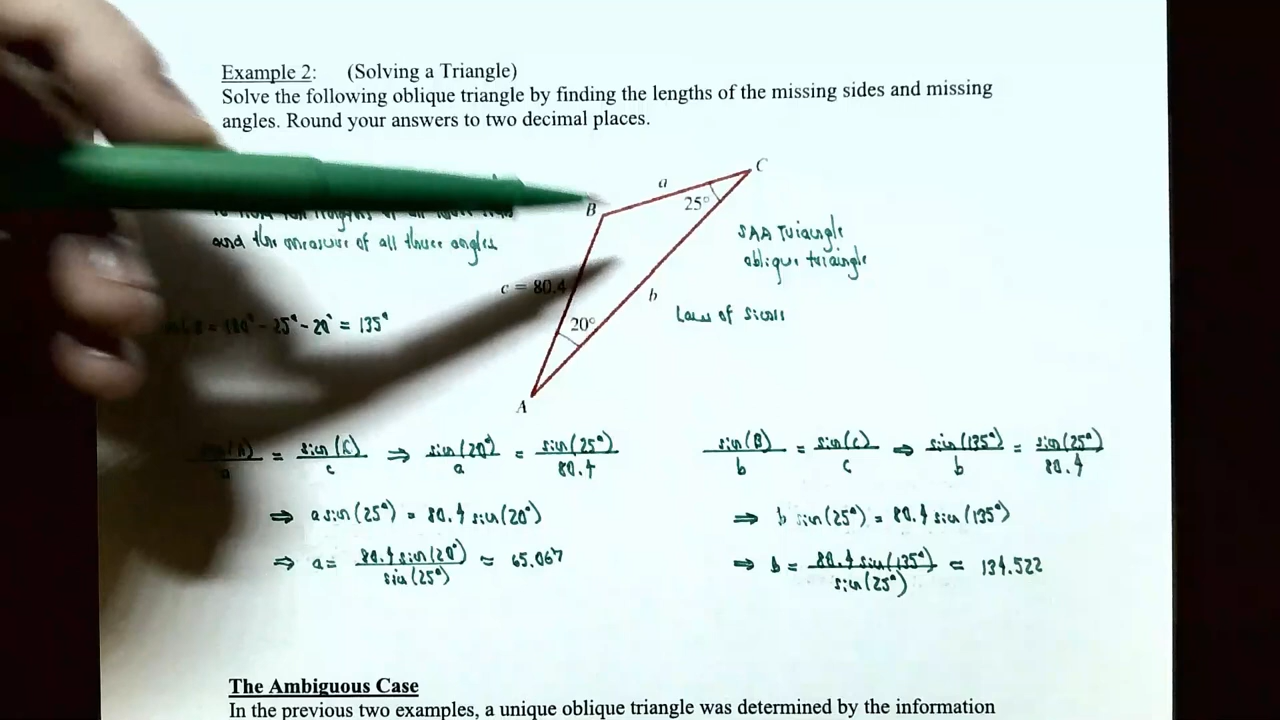 Example 2: (Solving a Triangle)
Solve the following oblique triangle by finding the lengths of the missing sides and missing
angles. Round your answers to two decimal places.
C
a
B
25°
and the measure of all three angles
SAA Triangle
oblique triangle
c = 80.4
b
Law of Sines
20°
= 180° - 25° - 20° = 135°
A
sin(A)/a = sin(C)/c ⇒ sin(20°)/a = sin(25°)/80.4
⇒ a sin(25°) = 80.4 sin(20°)
⇒ a = 80.4 sin(20°)/sin(25°) ≈ 65.067
sin(B)/b = sin(C)/c ⇒ sin(135°)/b = sin(25°)/80.4
⇒ b sin(25°) = 80.4 sin(135°)
⇒ b = 80.4 sin(135°)/sin(25°) ≈ 134.522
The Ambiguous Case
In the previous two examples, a unique oblique triangle was determined by the information